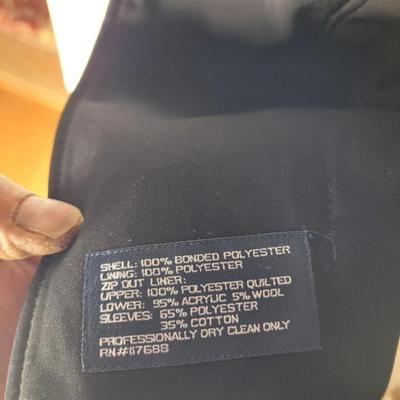 SHELL: 100% BONDED POLYESTER
LINING: 100% POLYESTER
ZIP OUT LINER:
UPPER: 100% POLYESTER QUILTED
LOWER: 95% ACRYLIC 5% WOOL
SLEEVES: 65% POLYESTER
35% COTTON
PROFESSIONALLY DRY CLEAN ONLY
RN#117688